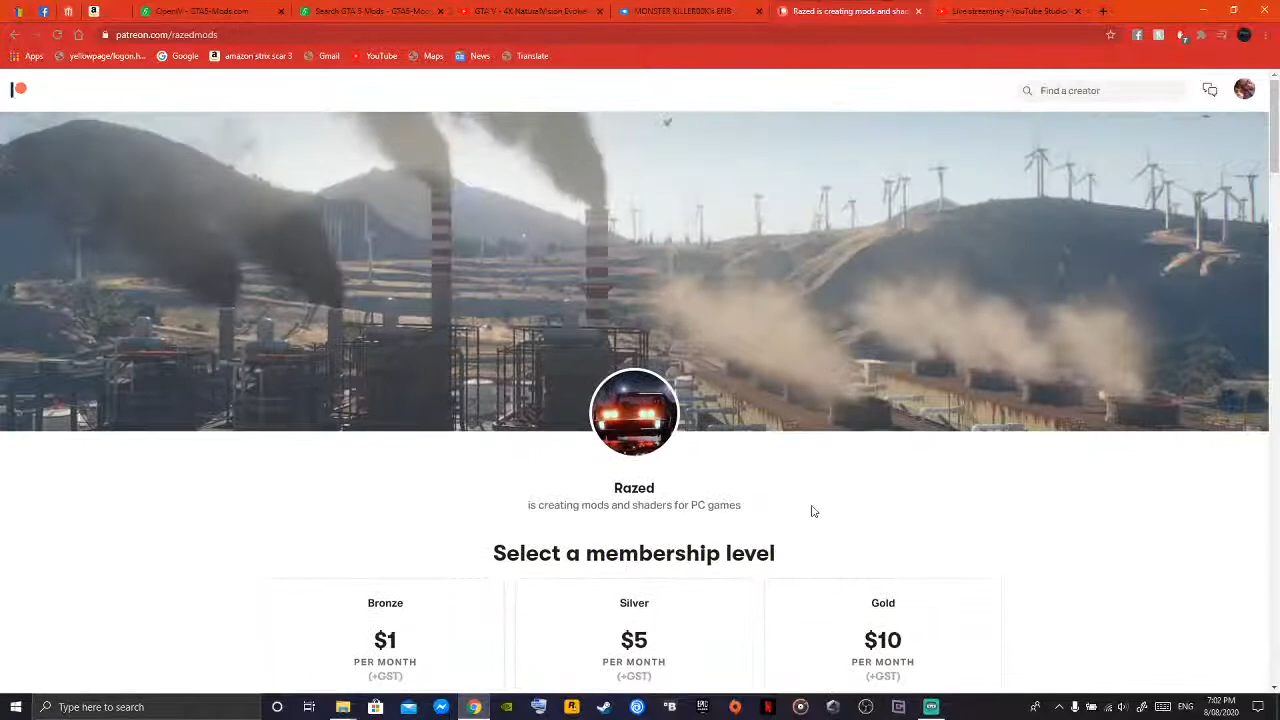 OpenIV - GTA5-Mods.com
Search GTA 5-Mods - GTA5-Mod
GTA V - 4K NaturalVision Evolve
MONSTER KILLER00K's ENB
Razed is creating mods and shad
Live streaming - YouTube Studio
patreon.com/razedmods
Apps
yellowpage/logon.h...
Google
amazon strix scar 3
Gmail
YouTube
Maps
News
Translate
Find a creator
Razed
is creating mods and shaders for PC games
Select a membership level
Bronze
$1
PER MONTH
(+GST)
Silver
$5
PER MONTH
(+GST)
Gold
$10
PER MONTH
(+GST)
Type here to search
ENG
7:02 PM
8/08/2020